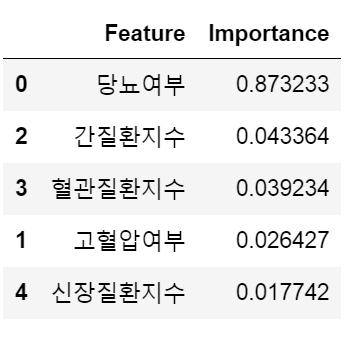 Feature Importance
0 당뇨여부 0.873233
2 간질환지수 0.043364
3 혈관질환지수 0.039234
1 고혈압여부 0.026427
4 신장질환지수 0.017742